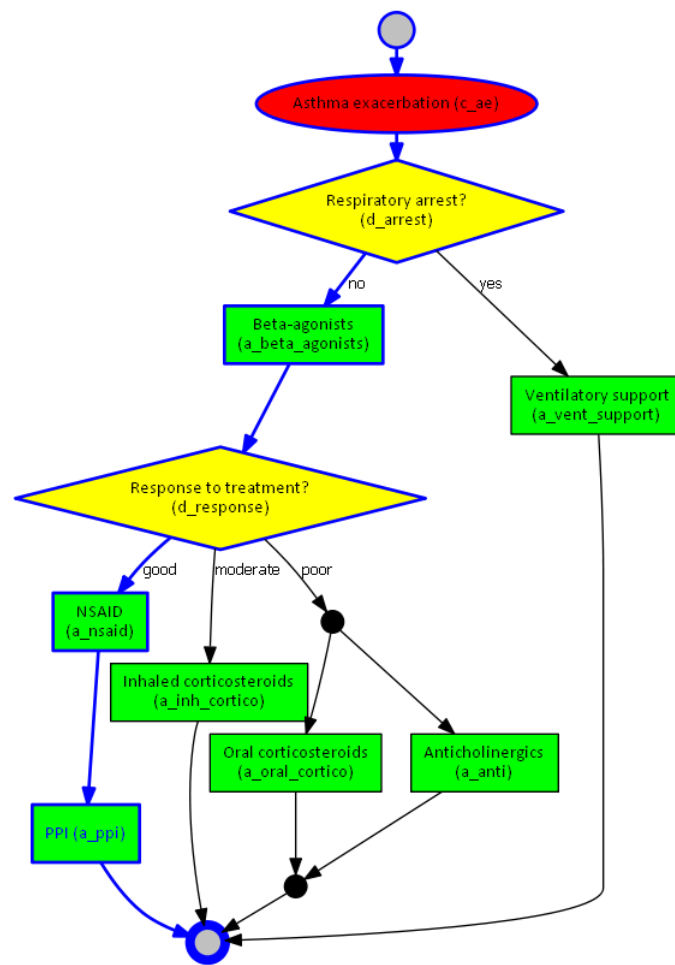 Asthma exacerbation (c_ae)
Respiratory arrest?
(d_arrest)
no
yes
Beta-agonists
(a_beta_agonists)
Ventilatory support
(a_vent_support)
Response to treatment?
(d_response)
good
moderate
poor
NSAID
(a_nsaid)
Inhaled corticosteroids
(a_inh_cortico)
Oral corticosteroids
(a_oral_cortico)
Anticholinergics
(a_anti)
PPI (a_ppi)